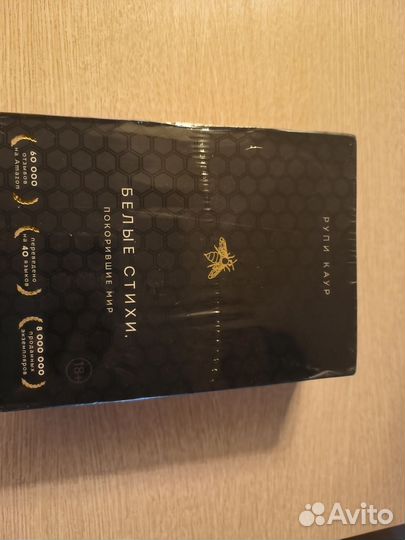 РУПИ КАУР
БЕЛЫЕ СТИХИ,
ПОКОРИВШИЕ МИР
60 000
отзывов
на Amazon
переведено
на 40 языков
8 000 000
проданных
экземпляров
18+
Avito